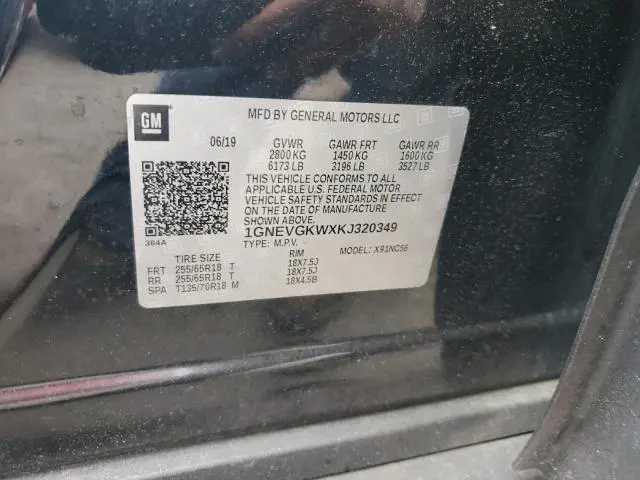 GM
MFD BY GENERAL MOTORS LLC
06/19 GVWR GAWR FRT GAWR RR
2800 KG 1450 KG 1600 KG
6173 LB 3196 LB 3527 LB
THIS VEHICLE CONFORMS TO ALL
APPLICABLE U.S. FEDERAL MOTOR
VEHICLE SAFETY STANDARDS IN EFFECT
ON THE DATE OF MANUFACTURE SHOWN ABOVE.
1GNEVGKWXKJ320349
384A TYPE: M.P.V. MODEL: X91NC56
TIRE SIZE RIM
FRT 255/65R18 T 18X7.5J
RR 255/65R18 T 18X7.5J
SPA T135/70R18 M 18X4.5B